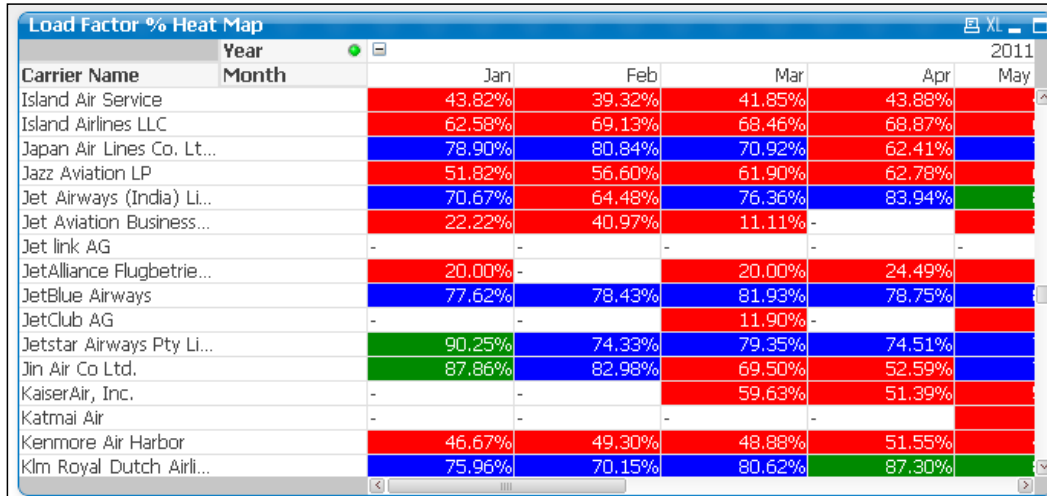 Load Factor % Heat Map XL
Year 2011
Carrier Name Month Jan Feb Mar Apr May
Island Air Service 43.82% 39.32% 41.85% 43.88%
Island Airlines LLC 62.58% 69.13% 68.46% 68.87%
Japan Air Lines Co. Lt... 78.90% 80.84% 70.92% 62.41%
Jazz Aviation LP 51.82% 56.60% 61.90% 62.78%
Jet Airways (India) Li... 70.67% 64.48% 76.36% 83.94%
Jet Aviation Business... 22.22% 40.97% 11.11% -
Jet link AG - - - - -
JetAlliance Flugbetrie... 20.00% - 20.00% 24.49%
JetBlue Airways 77.62% 78.43% 81.93% 78.75%
JetClub AG - - 11.90% -
Jetstar Airways Pty Li... 90.25% 74.33% 79.35% 74.51%
Jin Air Co Ltd. 87.86% 82.98% 69.50% 52.59%
KaiserAir, Inc. - - 59.63% 51.39%
Katmai Air - - - -
Kenmore Air Harbor 46.67% 49.30% 48.88% 51.55%
Klm Royal Dutch Airli... 75.96% 70.15% 80.62% 87.30%